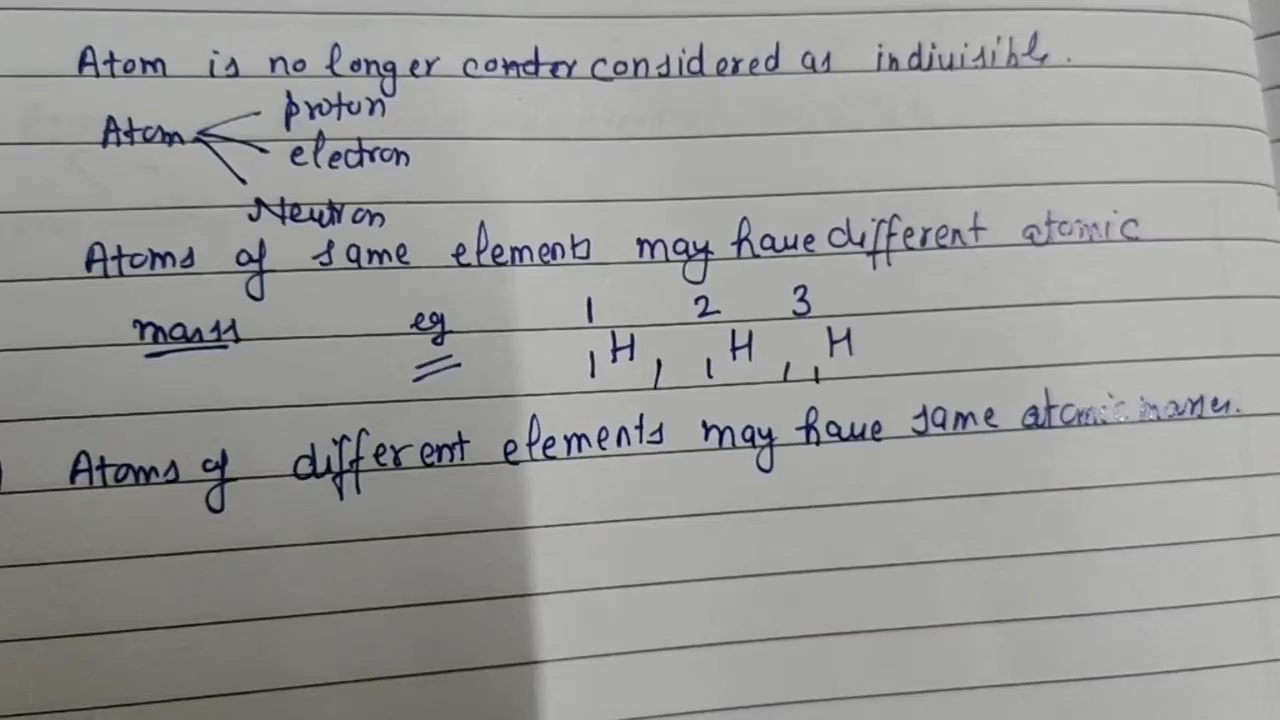 Atom is no longer considered as indivisible.
proton
Atom
electron
Neutron
Atoms of same elements may have different atomic
mass eg 1 2 3
1H, 1H, 1H
Atoms of different elements may have same atomic masses.